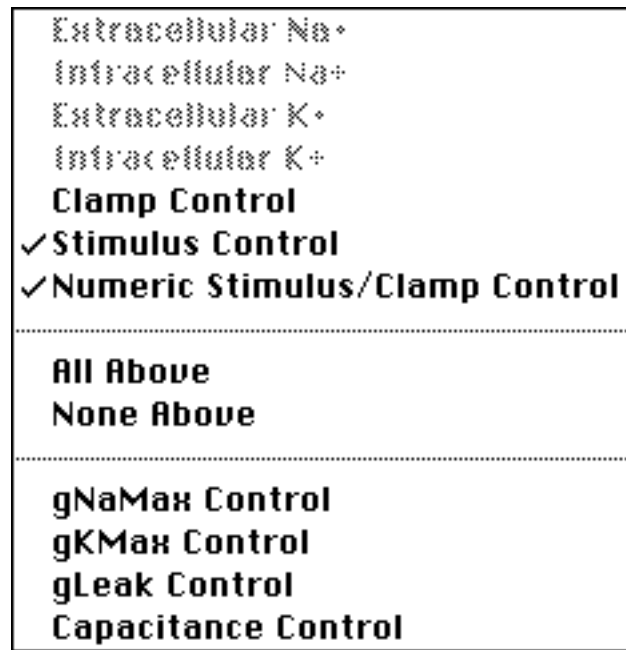 Extracellular Na+
Intracellular Na+
Extracellular K+
Intracellular K+
Clamp Control
✓Stimulus Control
✓Numeric Stimulus/Clamp Control
All Above
None Above
gNaMax Control
gKMax Control
gLeak Control
Capacitance Control